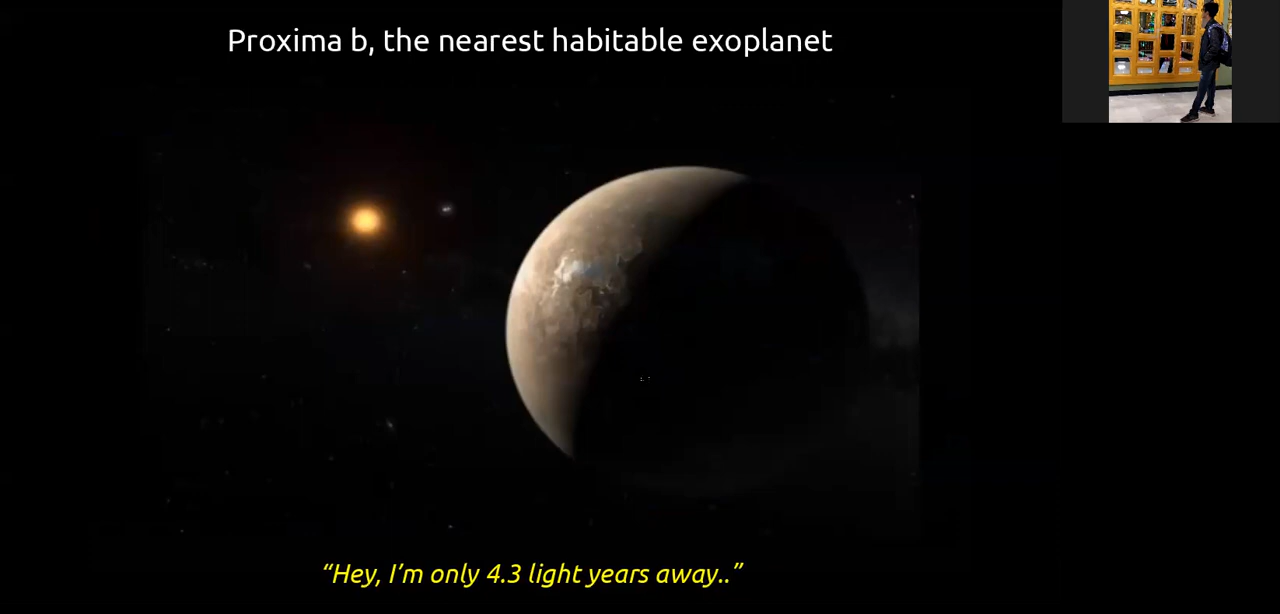 Proxima b, the nearest habitable exoplanet
“Hey, I’m only 4.3 light years away..”